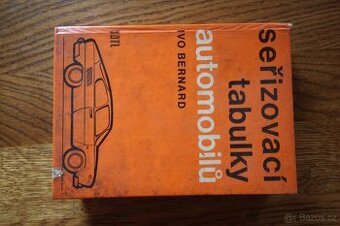 seřizovací
tabulky
automobilů
IVO BERNARD
SNTL
Bazos.cz